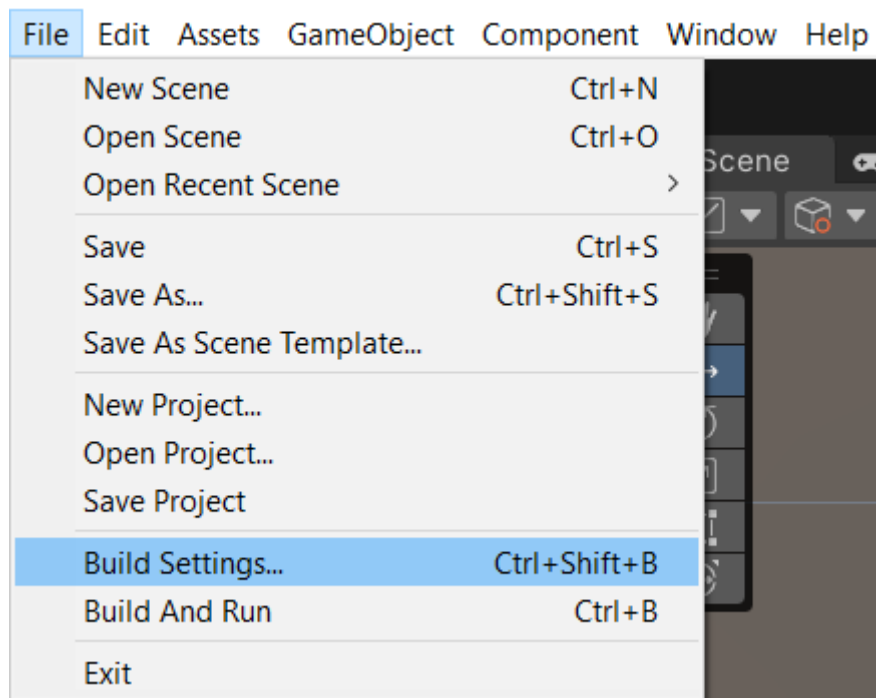 File Edit Assets GameObject Component Window Help
New Scene Ctrl+N
Open Scene Ctrl+O
Open Recent Scene
Scene
Save Ctrl+S
Save As... Ctrl+Shift+S
Save As Scene Template...
New Project...
Open Project...
Save Project
Build Settings... Ctrl+Shift+B
Build And Run Ctrl+B
Exit